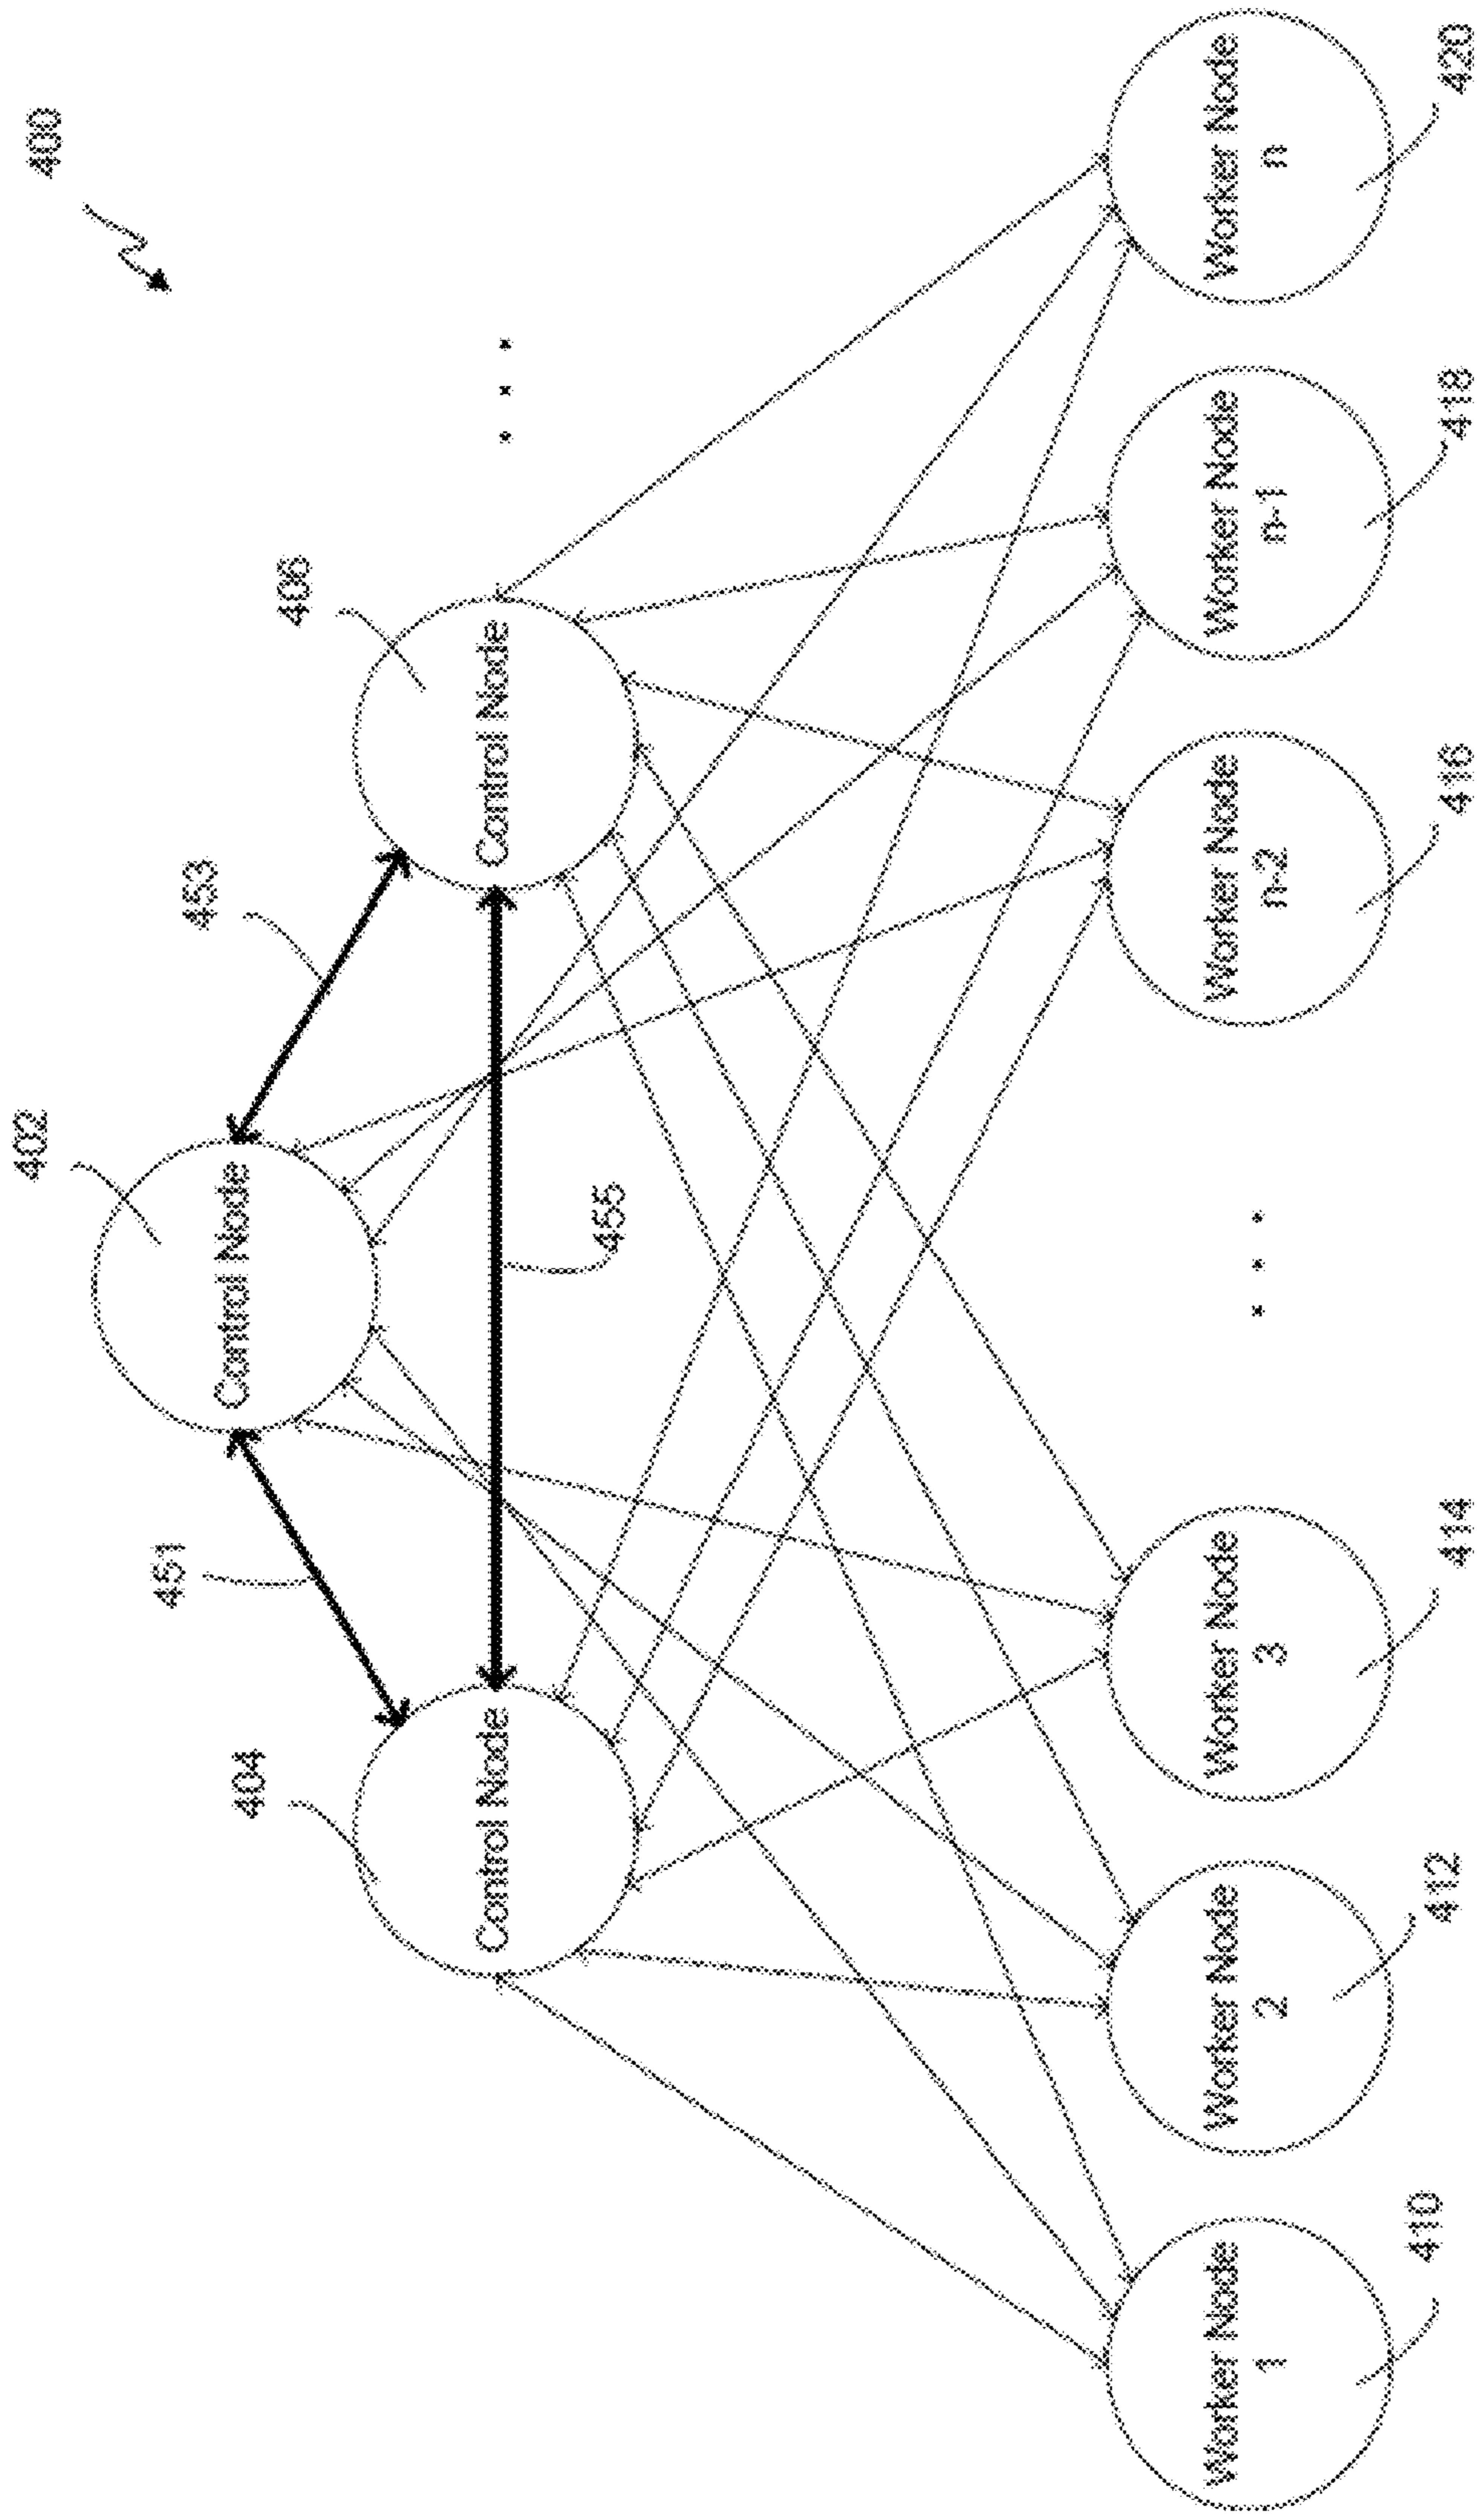 400
402
451
453
404
406
Control Node
Control Node
Control Node
455
. . .
. . .
Worker Node
1
Worker Node
2
Worker Node
3
Worker Node
n-2
Worker Node
n-1
Worker Node
n
410
412
414
416
418
420